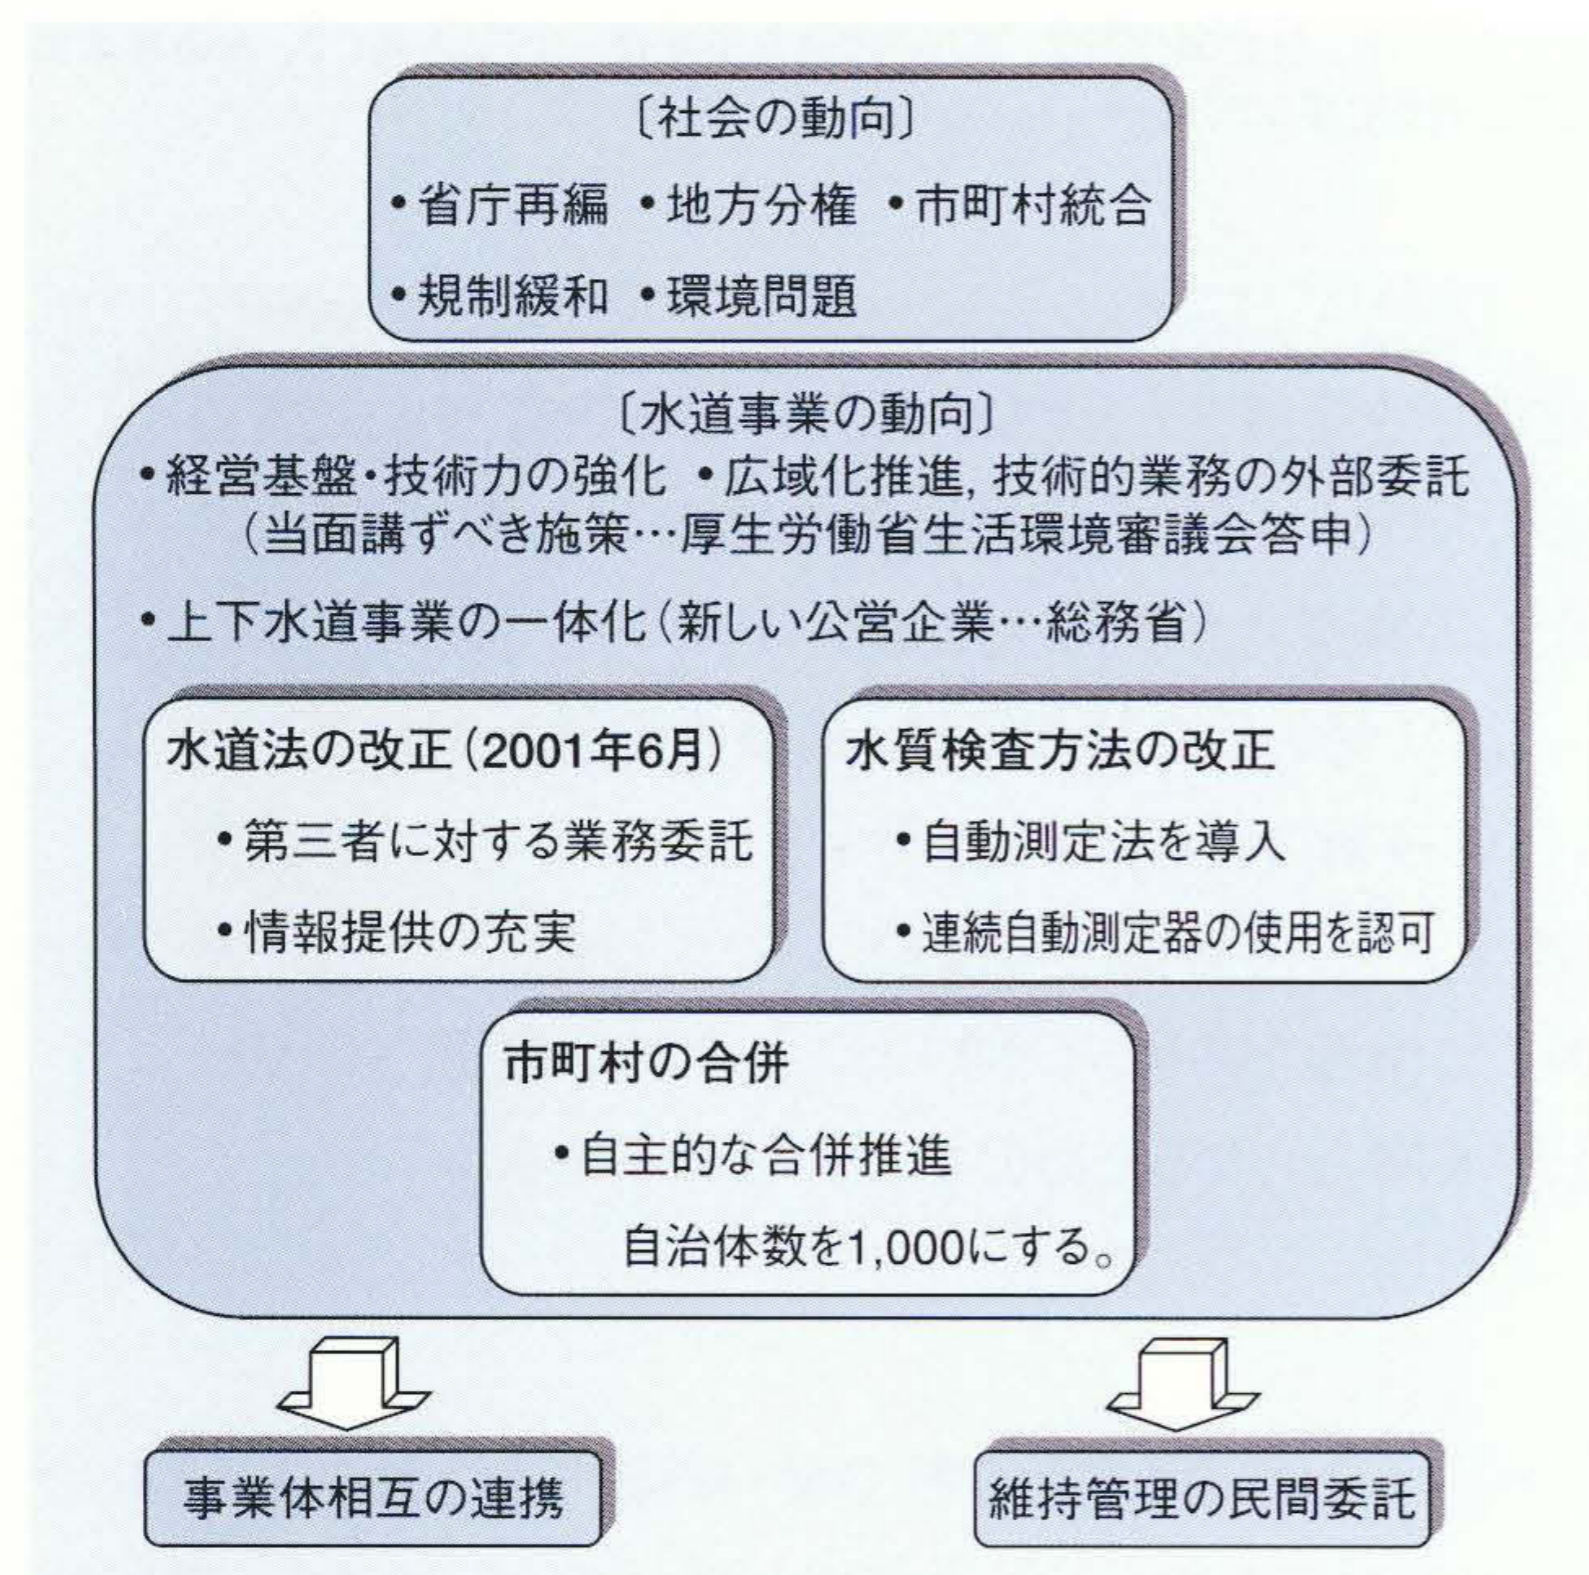 〔社会の動向〕
•省庁再編 •地方分権 •市町村統合
•規制緩和 •環境問題
〔水道事業の動向〕
•経営基盤・技術力の強化 •広域化推進, 技術的業務の外部委託
（当面講ずべき施策…厚生労働省生活環境審議会答申）
•上下水道事業の一体化（新しい公営企業…総務省）
水道法の改正（2001年6月）
•第三者に対する業務委託
•情報提供の充実
水質検査方法の改正
•自動測定法を導入
•連続自動測定器の使用を認可
市町村の合併
•自主的な合併推進
自治体数を1,000にする。
事業体相互の連携
維持管理の民間委託